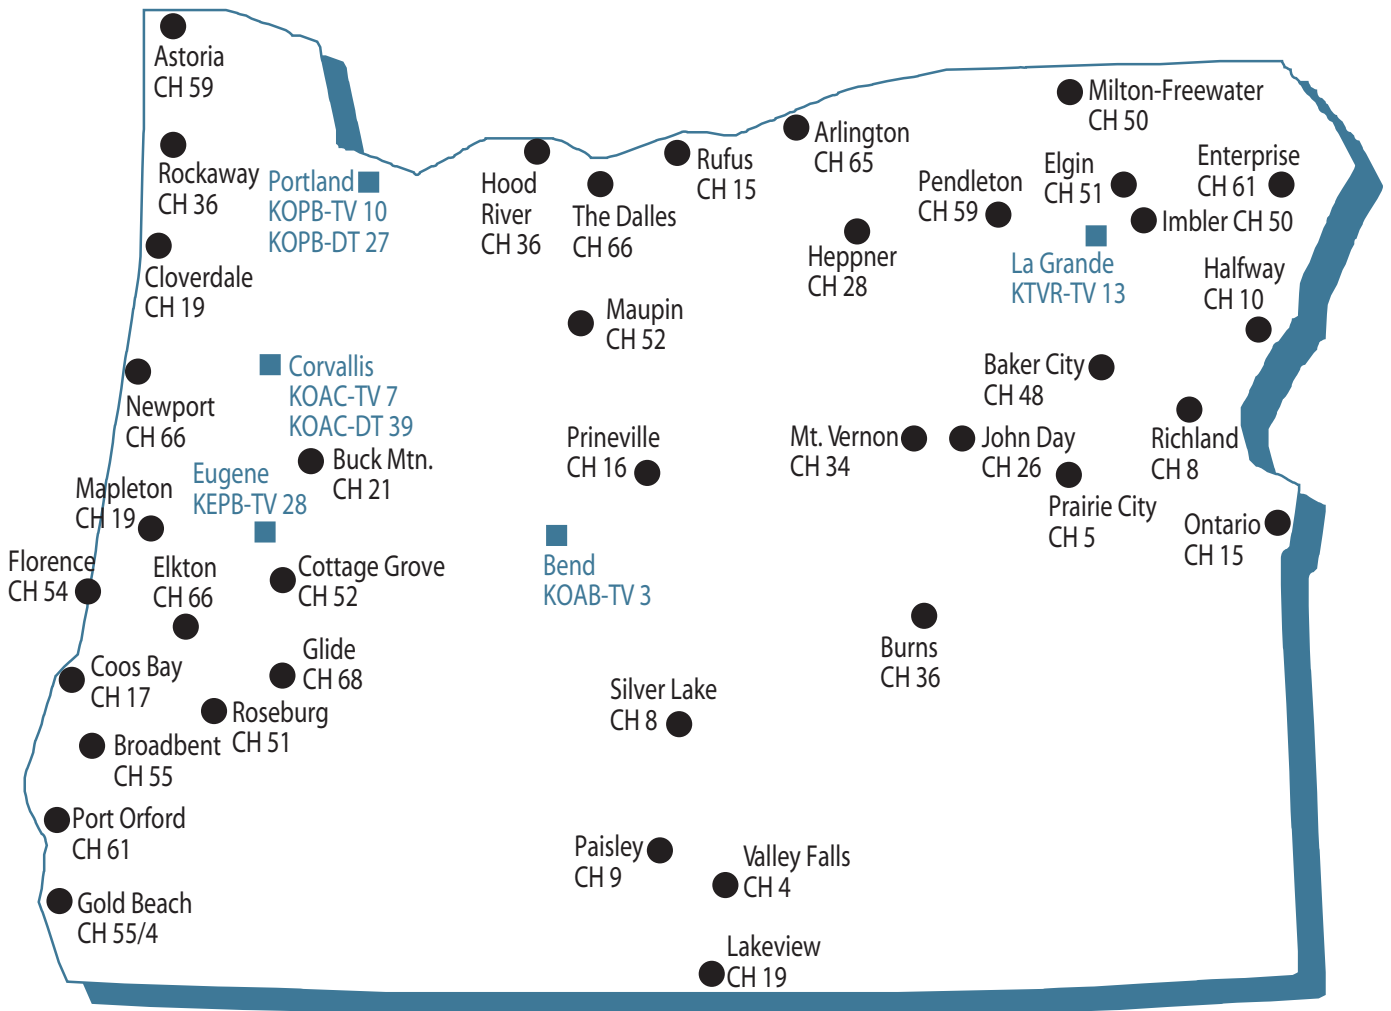 Astoria
CH 59
Rockaway
CH 36
Portland
KOPB-TV 10
KOPB-DT 27
Cloverdale
CH 19
Hood
River
CH 36
The Dalles
CH 66
Rufus
CH 15
Arlington
CH 65
Milton-Freewater
CH 50
Pendleton
CH 59
Elgin
CH 51
Enterprise
CH 61
Imbler CH 50
Heppner
CH 28
La Grande
KTVR-TV 13
Halfway
CH 10
Maupin
CH 52
Corvallis
KOAC-TV 7
KOAC-DT 39
Newport
CH 66
Baker City
CH 48
Prineville
CH 16
Mt. Vernon
CH 34
John Day
CH 26
Richland
CH 8
Buck Mtn.
CH 21
Eugene
KEPB-TV 28
Mapleton
CH 19
Prairie City
CH 5
Ontario
CH 15
Florence
CH 54
Elkton
CH 66
Cottage Grove
CH 52
Bend
KOAB-TV 3
Burns
CH 36
Coos Bay
CH 17
Glide
CH 68
Silver Lake
CH 8
Roseburg
CH 51
Broadbent
CH 55
Port Orford
CH 61
Paisley
CH 9
Valley Falls
CH 4
Gold Beach
CH 55/4
Lakeview
CH 19